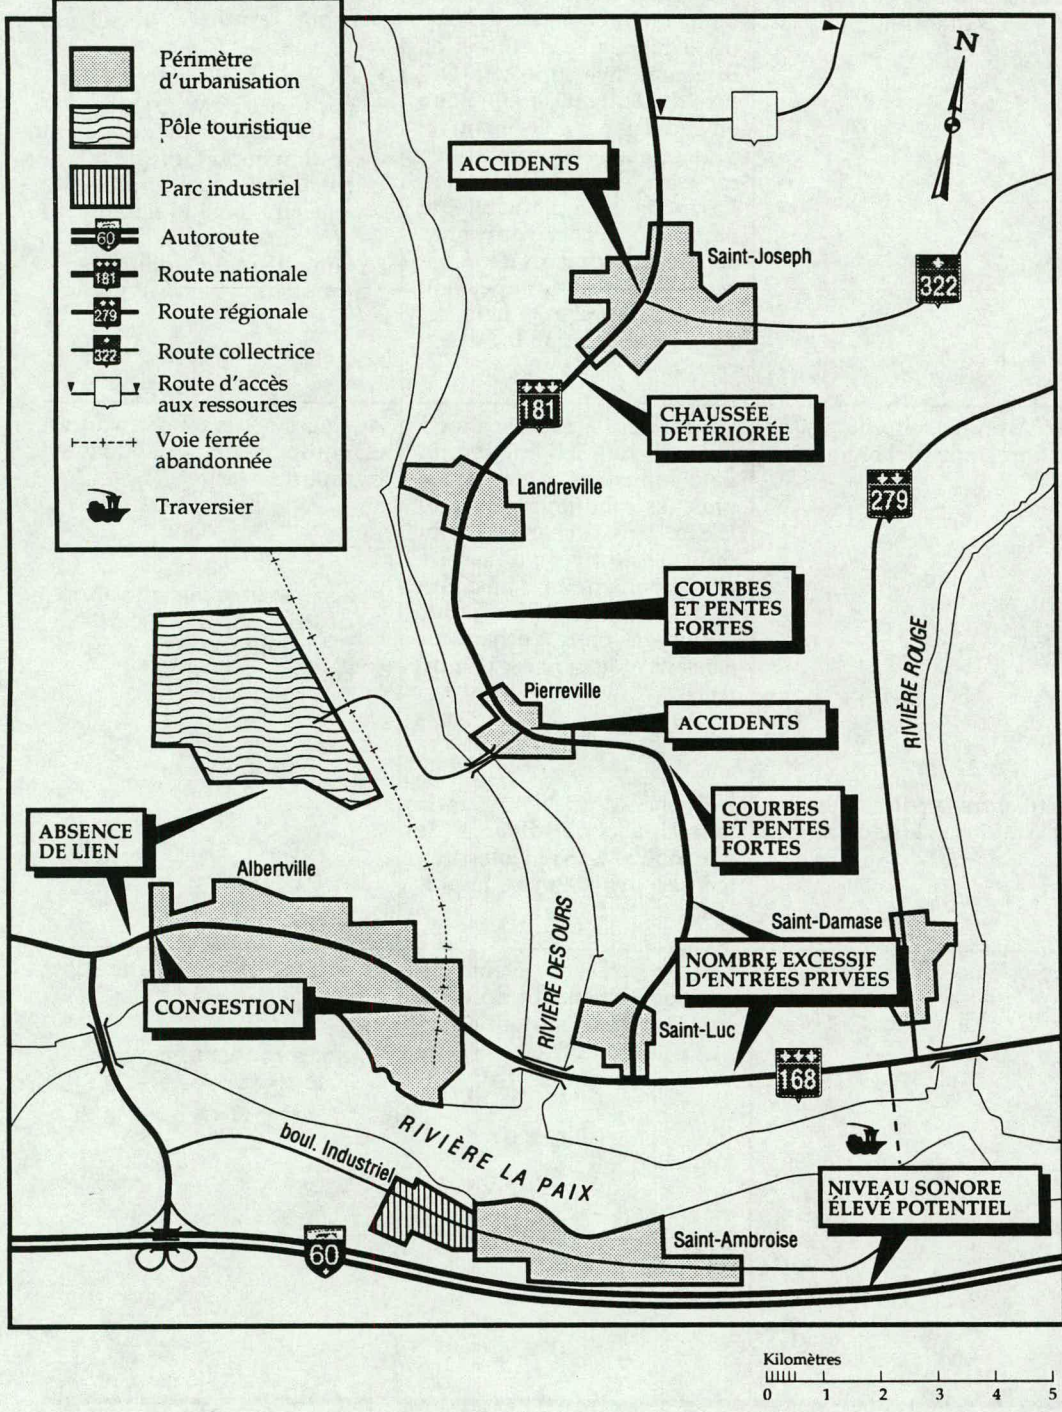 Périmètre
d'urbanisation
Pôle touristique
Parc industriel
60
Autoroute
181
Route nationale
279
Route régionale
322
Route collectrice
Route d'accès
aux ressources
Voie ferrée
abandonnée
Traversier
N
ACCIDENTS
Saint-Joseph
322
181
CHAUSSÉE
DÉTÉRIORÉE
Landreville
279
COURBES
ET PENTES
FORTES
RIVIÈRE ROUGE
Pierreville
ACCIDENTS
COURBES
ET PENTES
FORTES
ABSENCE
DE LIEN
Albertville
RIVIÈRE DES OURS
Saint-Damase
NOMBRE EXCESSIF
D'ENTRÉES PRIVÉES
CONGESTION
Saint-Luc
168
RIVIÈRE LA PAIX
boul. Industriel
NIVEAU SONORE
ÉLEVÉ POTENTIEL
Saint-Ambroise
60
Kilomètres
0 1 2 3 4 5